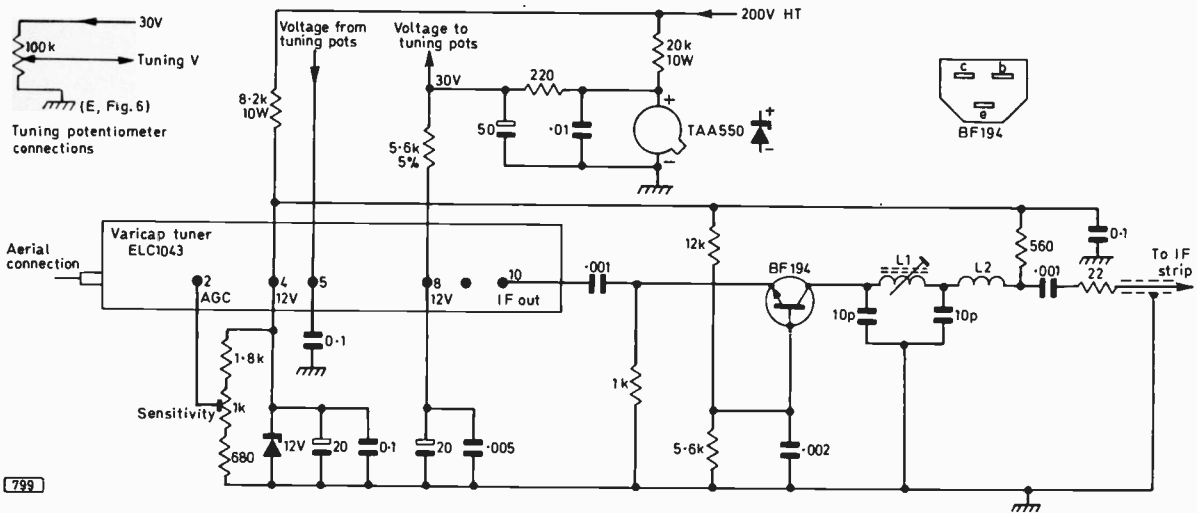 30V
100k
Tuning V
(E, Fig.6)
Tuning potentiometer
connections
Voltage from
tuning pots
Voltage to
tuning pots
200V HT
20k
10W
30V
220
8·2k
10W
50
·01
+
TAA550
-
+
-
c
b
e
BF194
5·6k
5%
Varicap tuner
ELC1043
Aerial
connection
2
AGC
4
12V
5
8
12V
10
IF out
·001
12k
BF194
L1
L2
560
0·1
·001
22
To IF
strip
10p
10p
0·1
1·8k
Sensitivity
1k
680
12V
20
0·1
20
·005
1k
5·6k
·002
799